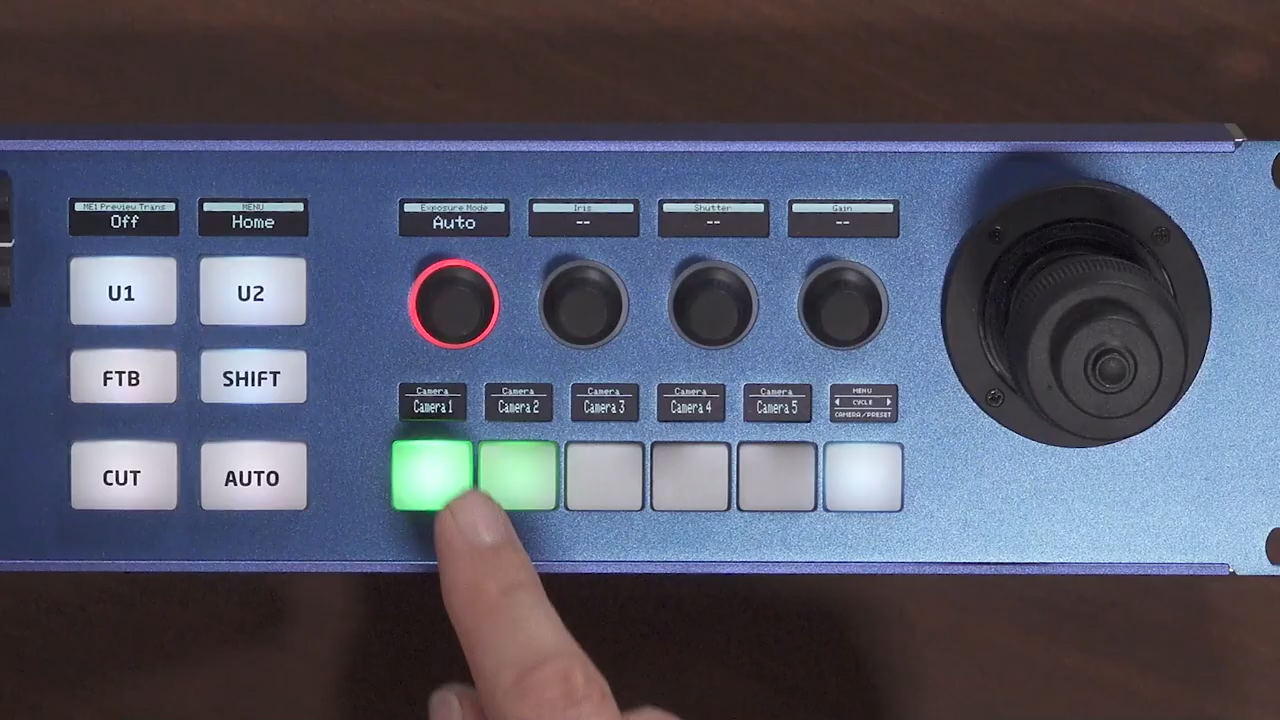 ME1 Preview Trans
Off
MENU
Home
Exposure Mode
Auto
Iris
--
Shutter
--
Gain
--
U1
U2
FTB
SHIFT
CUT
AUTO
Camera
Camera 1
Camera
Camera 2
Camera
Camera 3
Camera
Camera 4
Camera
Camera 5
MENU
CYCLE
CAMERA/PRESET